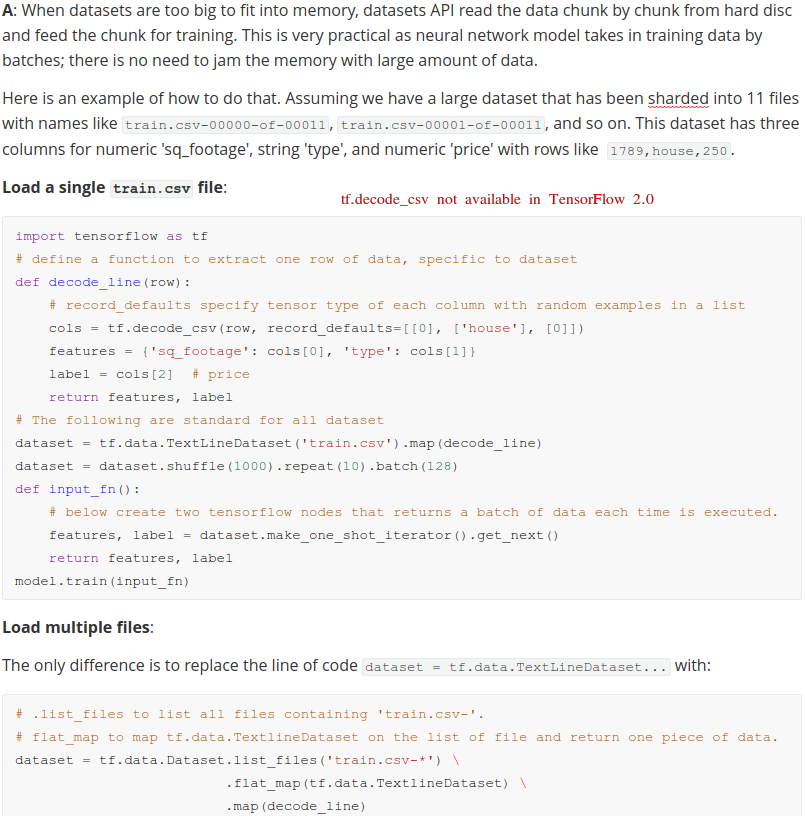 A: When datasets are too big to fit into memory, datasets API read the data chunk by chunk from hard disc
and feed the chunk for training. This is very practical as neural network model takes in training data by
batches; there is no need to jam the memory with large amount of data.
Here is an example of how to do that. Assuming we have a large dataset that has been sharded into 11 files
with names like train.csv-00000-of-00011, train.csv-00001-of-00011, and so on. This dataset has three
columns for numeric 'sq_footage', string 'type', and numeric 'price' with rows like 1789,house,250.
Load a single train.csv file:
tf.decode_csv not available in TensorFlow 2.0
import tensorflow as tf
# define a function to extract one row of data, specific to dataset
def decode_line(row):
    # record_defaults specify tensor type of each column with random examples in a list
    cols = tf.decode_csv(row, record_defaults=[[0], ['house'], [0]])
    features = {'sq_footage': cols[0], 'type': cols[1]}
    label = cols[2]  # price
    return features, label
# The following are standard for all dataset
dataset = tf.data.TextLineDataset('train.csv').map(decode_line)
dataset = dataset.shuffle(1000).repeat(10).batch(128)
def input_fn():
    # below create two tensorflow nodes that returns a batch of data each time is executed.
    features, label = dataset.make_one_shot_iterator().get_next()
    return features, label
model.train(input_fn)
Load multiple files:
The only difference is to replace the line of code dataset = tf.data.TextLineDataset... with:
# .list_files to list all files containing 'train.csv-'.
# flat_map to map tf.data.TextlineDataset on the list of file and return one piece of data.
dataset = tf.data.Dataset.list_files('train.csv-*') \
                        .flat_map(tf.data.TextlineDataset) \
                        .map(decode_line)